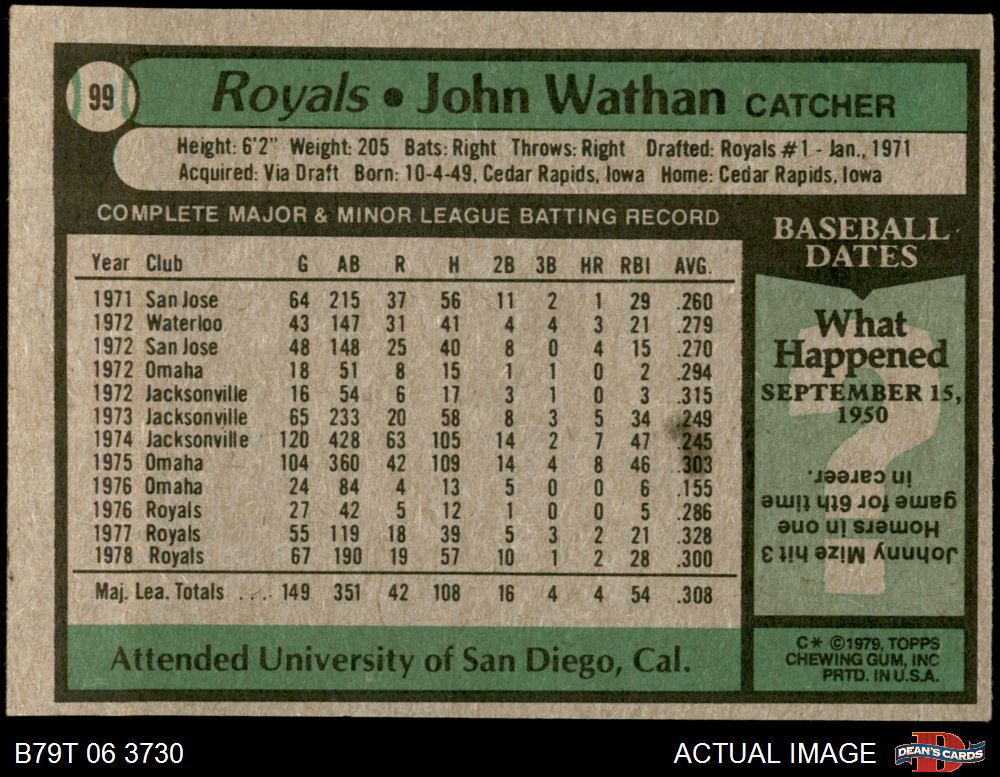 99
Royals • John Wathan CATCHER
Height: 6'2" Weight: 205 Bats: Right Throws: Right Drafted: Royals #1 - Jan., 1971
Acquired: Via Draft Born: 10-4-49, Cedar Rapids, Iowa Home: Cedar Rapids, Iowa
COMPLETE MAJOR & MINOR LEAGUE BATTING RECORD
Year Club G AB R H 2B 3B HR RBI AVG.
1971 San Jose 64 215 37 56 11 2 1 29 .260
1972 Waterloo 43 147 31 41 4 4 3 21 .279
1972 San Jose 48 148 25 40 8 0 4 15 .270
1972 Omaha 18 51 8 15 1 1 0 2 .294
1972 Jacksonville 16 54 6 17 3 1 0 3 .315
1973 Jacksonville 65 233 20 58 8 3 5 34 .249
1974 Jacksonville 120 428 63 105 14 2 7 47 .245
1975 Omaha 104 360 42 109 14 4 8 46 .303
1976 Omaha 24 84 4 13 5 0 0 6 .155
1976 Royals 27 42 5 12 1 0 0 5 .286
1977 Royals 55 119 18 39 5 3 2 21 .328
1978 Royals 67 190 19 57 10 1 2 28 .300
Maj. Lea. Totals .... 149 351 42 108 16 4 4 54 .308
Attended University of San Diego, Cal.
BASEBALL
DATES
What
Happened
SEPTEMBER 15,
1950
?
Johnny Mize hit 3
Homers in one
game for 6th time
in career.
C* ©1979, TOPPS
CHEWING GUM, INC
PRTD. IN U.S.A.
B79T 06 3730
ACTUAL IMAGE
D
DEAN'S CARDS